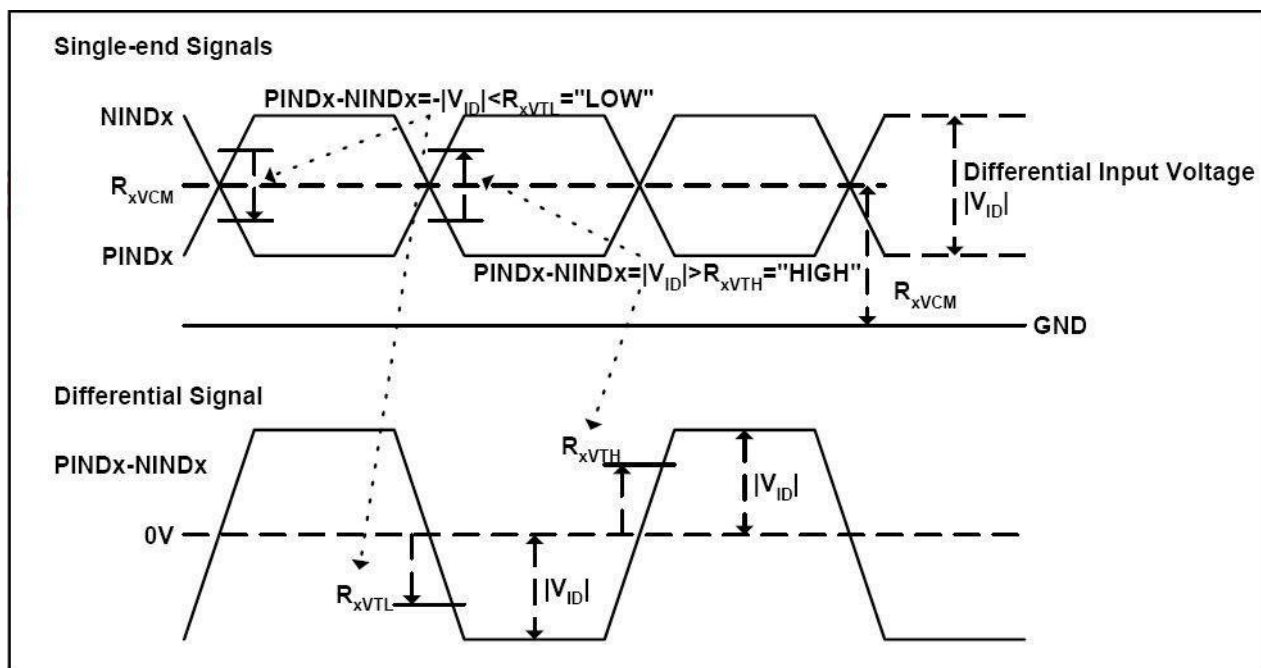 Single-end Signals
PINDx-NINDx=-|VID|<RxVTL="LOW"
NINDx
Differential Input Voltage
|VID|
RxVCM
PINDx
PINDx-NINDx=|VID|>RxVTH="HIGH"
RxVCM
GND
Differential Signal
RxVTH
PINDx-NINDx
|VID|
0V
RxVTL
|VID|